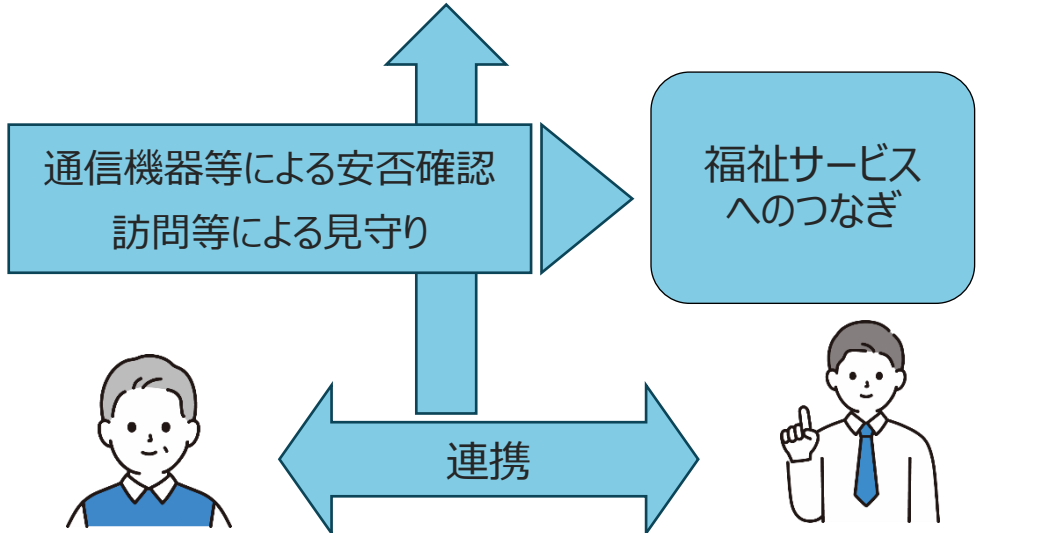 通信機器等による安否確認
訪問等による見守り
福祉サービス
へのつなぎ
連携